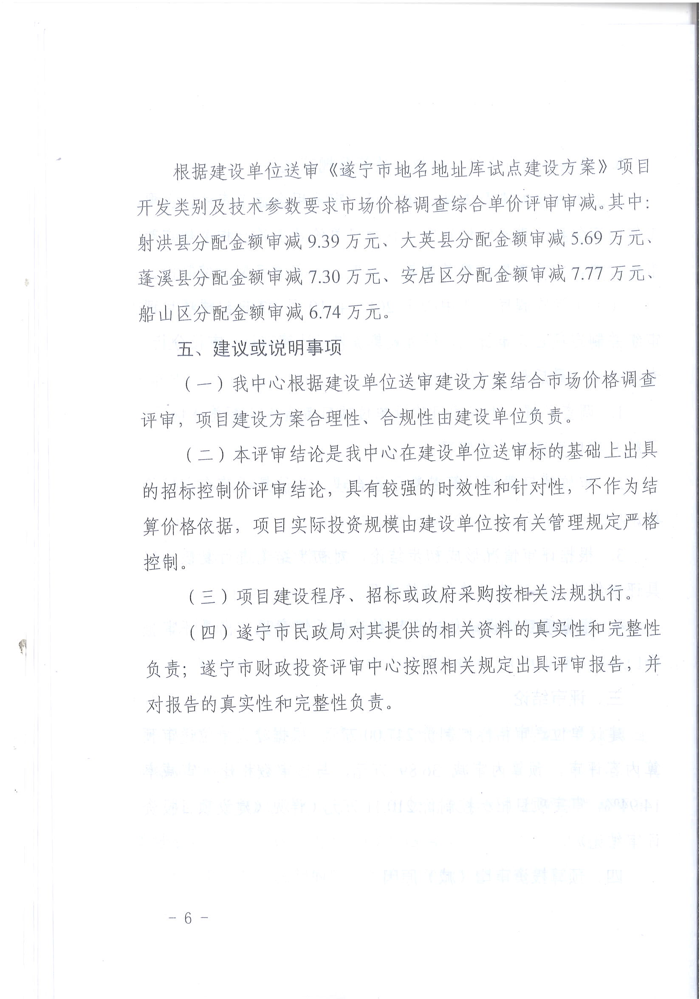 根据建设单位送审《遂宁市地名地址库试点建设方案》项目
开发类别及技术参数要求市场价格调查综合单价评审审减。其中：
射洪县分配金额审减 9.39 万元、大英县分配金额审减 5.69 万元、
蓬溪县分配金额审减 7.30 万元、安居区分配金额审减 7.77 万元、
船山区分配金额审减 6.74 万元。
五、建议或说明事项
（一）我中心根据建设单位送审建设方案结合市场价格调查
评审，项目建设方案合理性、合规性由建设单位负责。
（二）本评审结论是我中心在建设单位送审标的基础上出具
的招标控制价评审结论，具有较强的时效性和针对性，不作为结
算价格依据，项目实际投资规模由建设单位按有关管理规定严格
控制。
（三）项目建设程序、招标或政府采购按相关法规执行。
（四）遂宁市民政局对其提供的相关资料的真实性和完整性
负责；遂宁市财政投资评审中心按照相关规定出具评审报告，并
对报告的真实性和完整性负责。
- 6 -